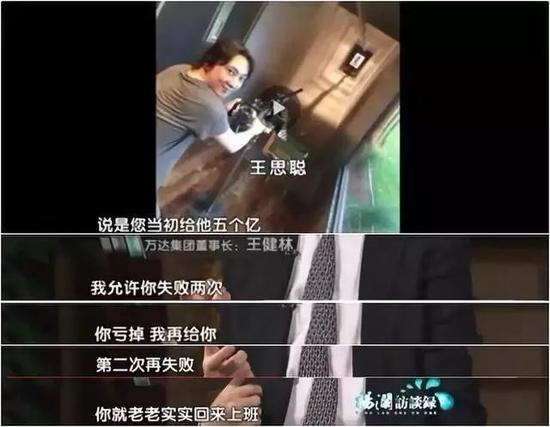 王思聪
说是您当初给他五个亿
万达集团董事长：王健林
我允许你失败两次
你亏掉 我再给你
第二次再失败
杨澜访谈录
你就老老实实回来上班